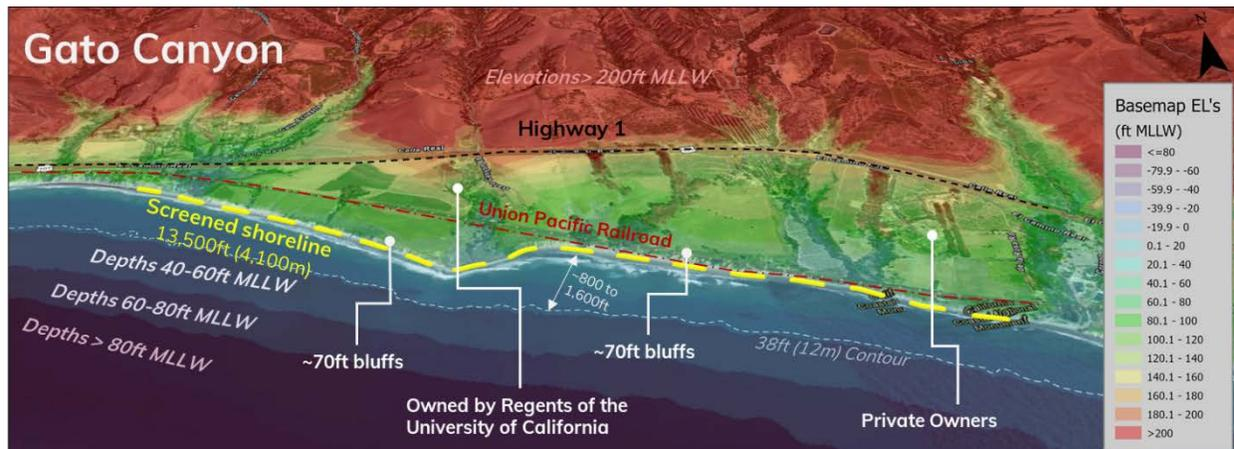 Gato Canyon
N
Elevations> 200ft MLLW
Highway 1
Union Pacific Railroad
Screened shoreline
13,500ft (4,100m)
Depths 40-60ft MLLW
Depths 60-80ft MLLW
Depths > 80ft MLLW
~800 to
1,600ft
38ft (12m) Contour
~70ft bluffs
Owned by Regents of the
University of California
~70ft bluffs
Private Owners
Basemap EL's
(ft MLLW)
<=80
-79.9 - -60
-59.9 - -40
-39.9 - -20
-19.9 - 0
0.1 - 20
20.1 - 40
40.1 - 60
60.1 - 80
80.1 - 100
100.1 - 120
120.1 - 140
140.1 - 160
160.1 - 180
180.1 - 200
>200